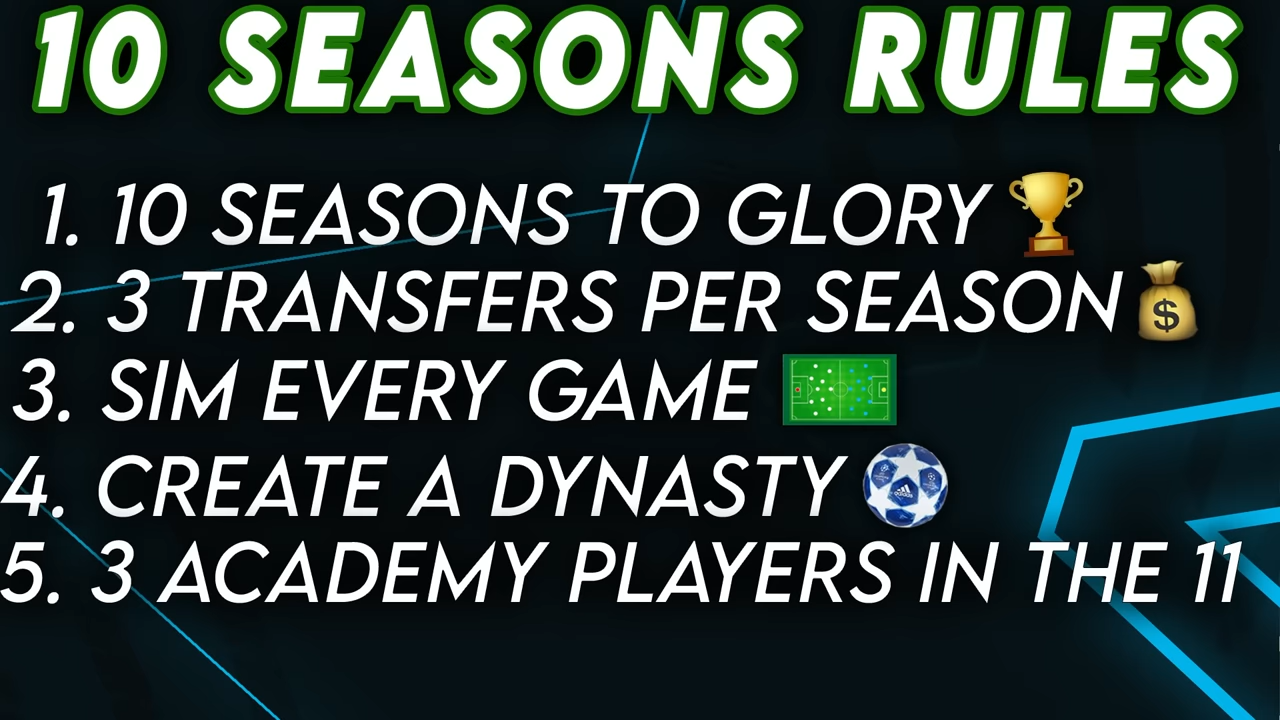 10 SEASONS RULES
1. 10 SEASONS TO GLORY 🏆
2. 3 TRANSFERS PER SEASON 💰
3. SIM EVERY GAME
4. CREATE A DYNASTY
5. 3 ACADEMY PLAYERS IN THE 11